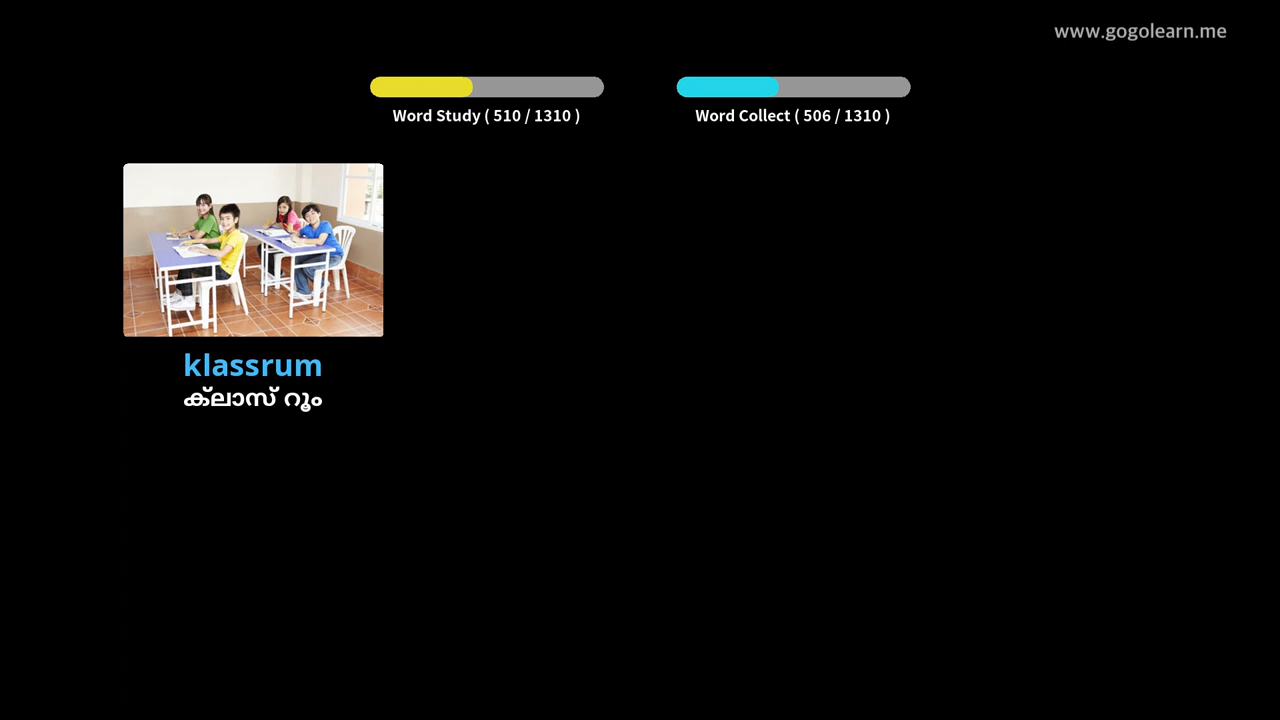 www.gogolearn.me
Word Study ( 510 / 1310 )
Word Collect ( 506 / 1310 )
klassrum
ക്ലാസ് റൂം